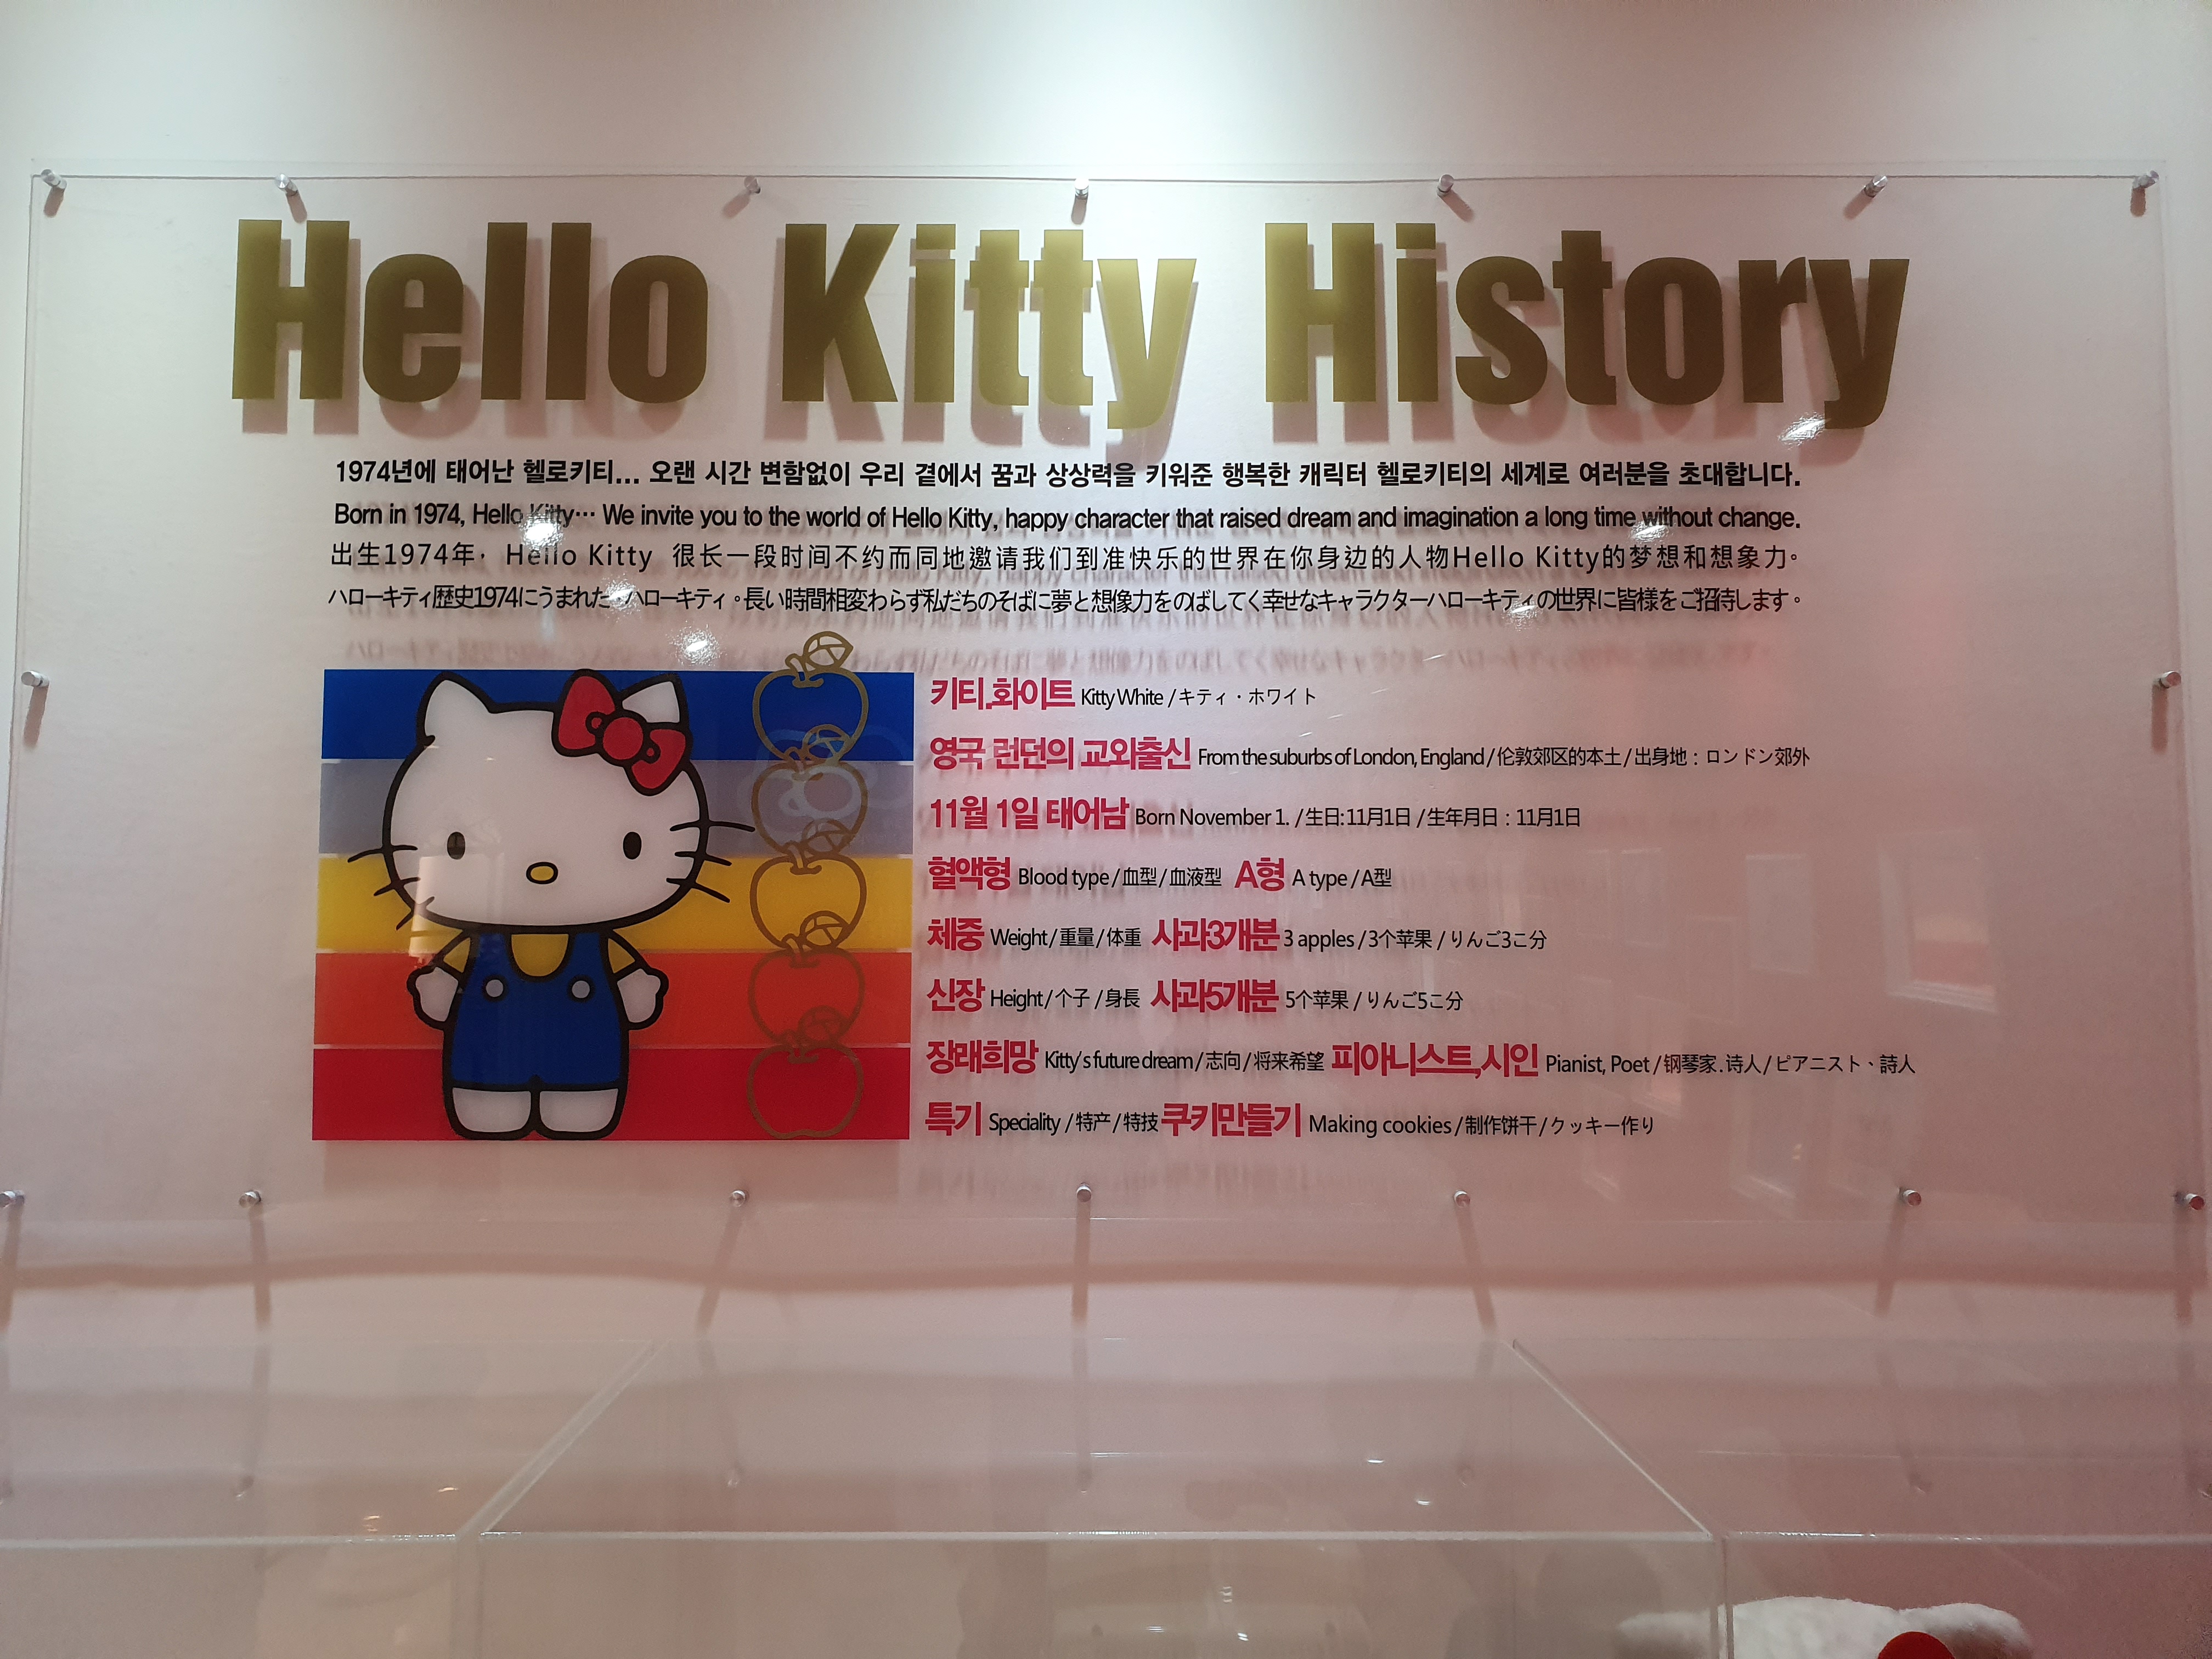 Hello Kitty History
1974년에 태어난 헬로키티... 오랜 시간 변함없이 우리 곁에서 꿈과 상상력을 키워준 행복한 캐릭터 헬로키티의 세계로 여러분을 초대합니다.
Born in 1974, Hello Kitty… We invite you to the world of Hello Kitty, happy character that raised dream and imagination a long time without change.
出生1974年，Hello Kitty 很长一段时间不约而同地邀请我们到准快乐的世界在你身边的人物Hello Kitty的梦想和想象力。
ハローキティ歴史1974にうまれた、ハローキティ。長い時間相変わらず私だちのそばに夢と想像力をのばしてく幸せなキャラクターハローキティの世界に皆様をご招待します。
키티.화이트 Kitty White / キティ・ホワイト
영국 런던의 교외출신 From the suburbs of London, England / 伦敦郊区的本土 / 出身地：ロンドン郊外
11월 1일 태어남 Born November 1. / 生日:11月1日 / 生年月日：11月1日
혈액형 Blood type / 血型 / 血液型 A형 A type / A型
체중 Weight / 重量 / 体重 사과3개분 3 apples / 3个苹果 / りんご3こ分
신장 Height / 个子 / 身長 사과5개분 5个苹果 / りんご5こ分
장래희망 Kitty's future dream / 志向 / 将来希望 피아니스트,시인 Pianist, Poet / 钢琴家.诗人 / ピアニスト、詩人
특기 Speciality / 特产 / 特技 쿠키만들기 Making cookies / 制作饼干 / クッキー作り